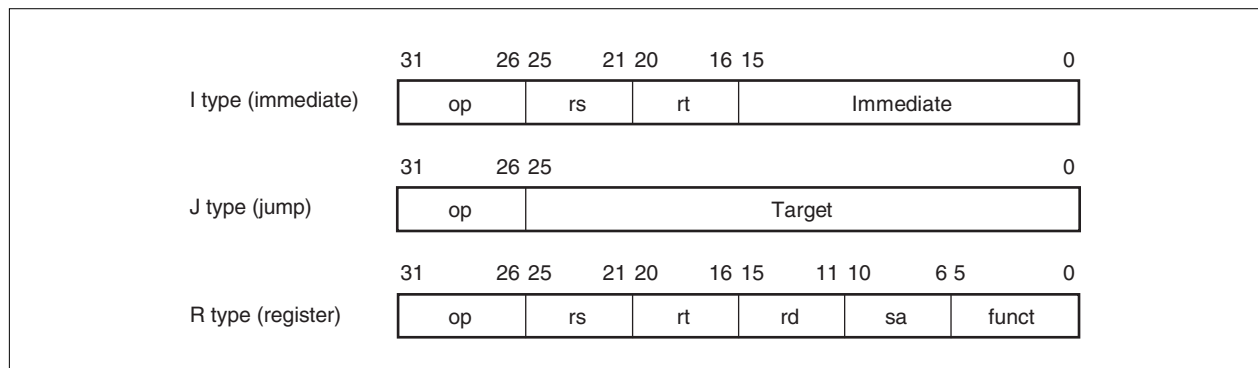 31 26 25 21 20 16 15 0
I type (immediate) op rs rt Immediate
31 26 25 0
J type (jump) op Target
31 26 25 21 20 16 15 11 10 6 5 0
R type (register) op rs rt rd sa funct